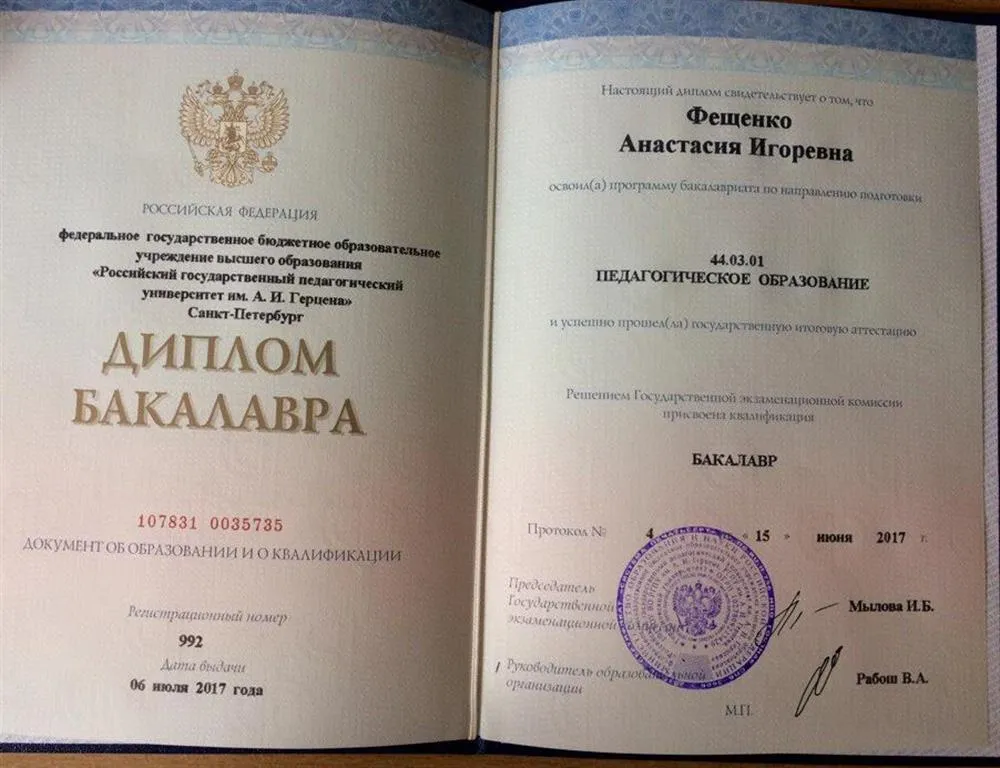 РОССИЙСКАЯ ФЕДЕРАЦИЯ
федеральное государственное бюджетное образовательное
учреждение высшего образования
«Российский государственный педагогический
университет им. А. И. Герцена»
Санкт-Петербург
ДИПЛОМ
БАКАЛАВРА
107831 0035735
ДОКУМЕНТ ОБ ОБРАЗОВАНИИ И О КВАЛИФИКАЦИИ
Регистрационный номер
992
Дата выдачи
06 июля 2017 года
Настоящий диплом свидетельствует о том, что
Фещенко
Анастасия Игоревна
освоил(а) программу бакалавриата по направлению подготовки
44.03.01
ПЕДАГОГИЧЕСКОЕ ОБРАЗОВАНИЕ
и успешно прошел(ла) государственную итоговую аттестацию
Решением Государственной экзаменационной комиссии
присвоена квалификация
БАКАЛАВР
Протокол № 4 « 15 » июня 2017 г.
Председатель
Государственной
экзаменационной
Мылова И.Б.
Руководитель образовательной
организации
Рабош В.А.
М.П.